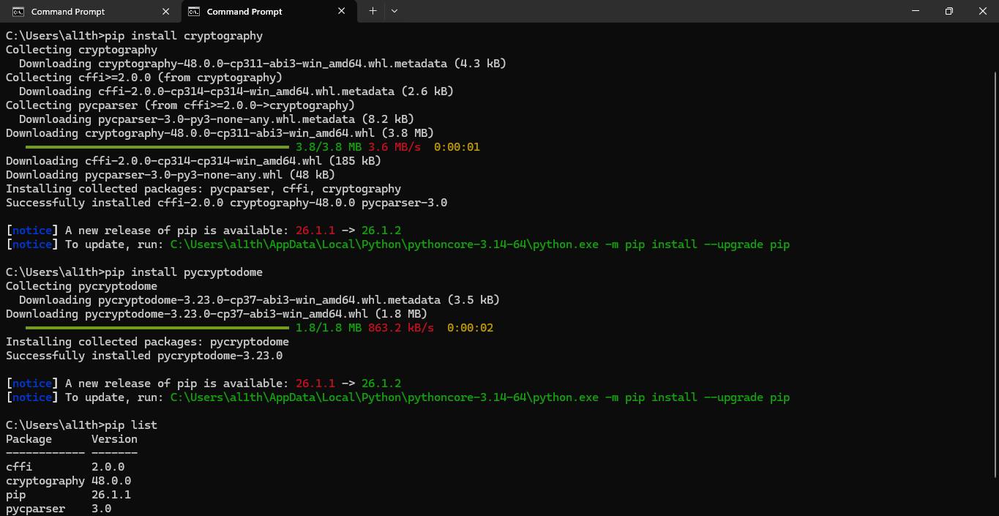 Command Prompt
Command Prompt
C:\Users\al1th>pip install cryptography
Collecting cryptography
  Downloading cryptography-48.0.0-cp311-abi3-win_amd64.whl.metadata (4.3 kB)
Collecting cffi>=2.0.0 (from cryptography)
  Downloading cffi-2.0.0-cp314-cp314-win_amd64.whl.metadata (2.6 kB)
Collecting pycparser (from cffi>=2.0.0->cryptography)
  Downloading pycparser-3.0-py3-none-any.whl.metadata (8.2 kB)
Downloading cryptography-48.0.0-cp311-abi3-win_amd64.whl (3.8 MB)
3.8/3.8 MB 3.6 MB/s  0:00:01
Downloading cffi-2.0.0-cp314-cp314-win_amd64.whl (185 kB)
Downloading pycparser-3.0-py3-none-any.whl (48 kB)
Installing collected packages: pycparser, cffi, cryptography
Successfully installed cffi-2.0.0 cryptography-48.0.0 pycparser-3.0
[notice] A new release of pip is available: 26.1.1 -> 26.1.2
[notice] To update, run: C:\Users\al1th\AppData\Local\Python\pythoncore-3.14-64\python.exe -m pip install --upgrade pip
C:\Users\al1th>pip install pycryptodome
Collecting pycryptodome
  Downloading pycryptodome-3.23.0-cp37-abi3-win_amd64.whl.metadata (3.5 kB)
Downloading pycryptodome-3.23.0-cp37-abi3-win_amd64.whl (1.8 MB)
1.8/1.8 MB 863.2 kB/s  0:00:02
Installing collected packages: pycryptodome
Successfully installed pycryptodome-3.23.0
[notice] A new release of pip is available: 26.1.1 -> 26.1.2
[notice] To update, run: C:\Users\al1th\AppData\Local\Python\pythoncore-3.14-64\python.exe -m pip install --upgrade pip
C:\Users\al1th>pip list
Package      Version
------------ -------
cffi         2.0.0
cryptography 48.0.0
pip          26.1.1
pycparser    3.0